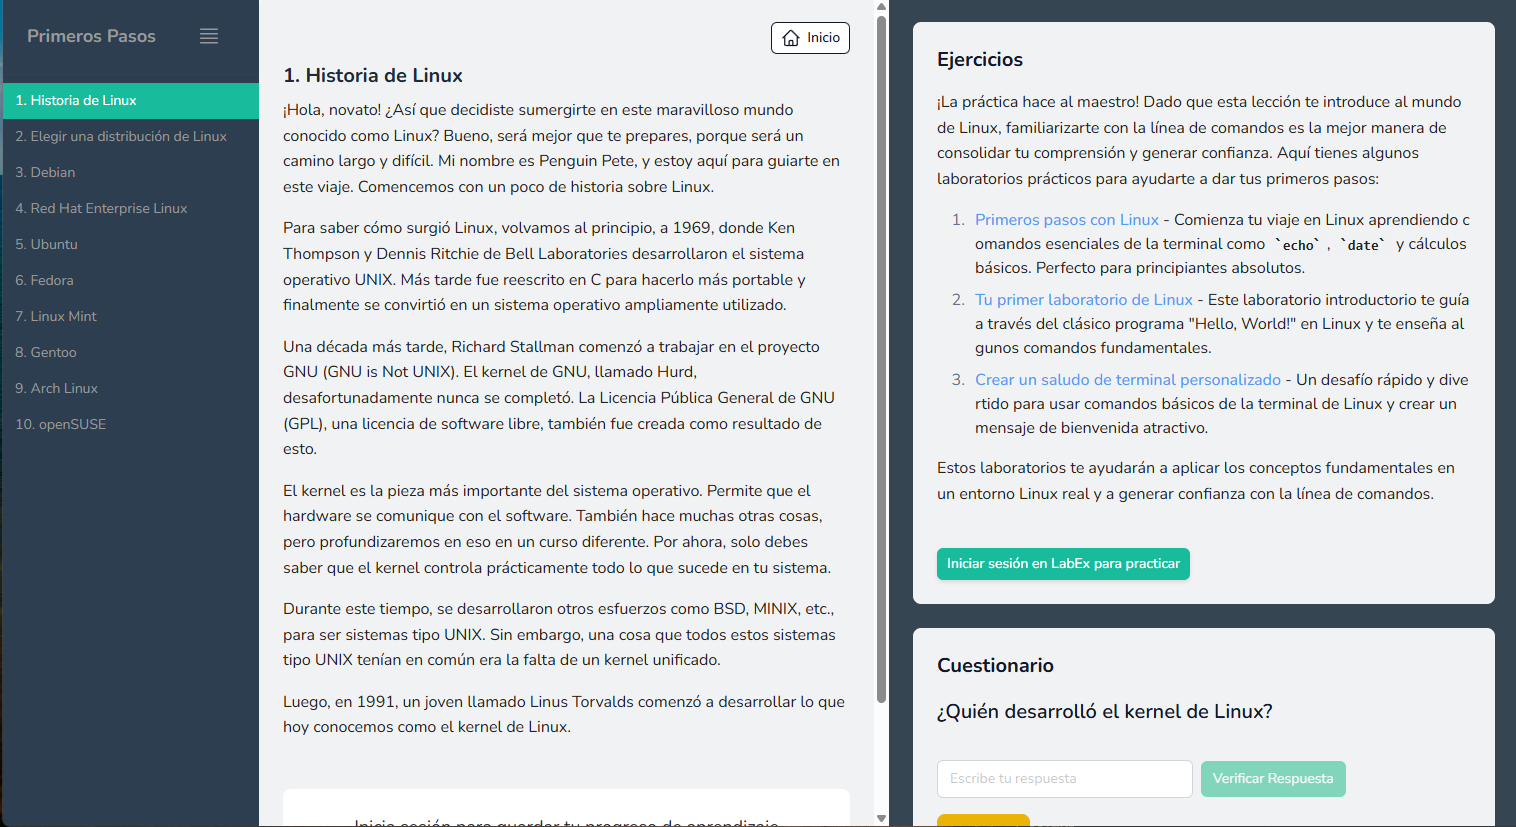 Primeros Pasos
1. Historia de Linux
2. Elegir una distribución de Linux
3. Debian
4. Red Hat Enterprise Linux
5. Ubuntu
6. Fedora
7. Linux Mint
8. Gentoo
9. Arch Linux
10. openSUSE
Inicio
1. Historia de Linux
¡Hola, novato! ¿Así que decidiste sumergirte en este maravilloso mundo
conocido como Linux? Bueno, será mejor que te prepares, porque será un
camino largo y difícil. Mi nombre es Penguin Pete, y estoy aquí para guiarte en
este viaje. Comencemos con un poco de historia sobre Linux.
Para saber cómo surgió Linux, volvamos al principio, a 1969, donde Ken
Thompson y Dennis Ritchie de Bell Laboratories desarrollaron el sistema
operativo UNIX. Más tarde fue reescrito en C para hacerlo más portable y
finalmente se convirtió en un sistema operativo ampliamente utilizado.
Una década más tarde, Richard Stallman comenzó a trabajar en el proyecto
GNU (GNU is Not UNIX). El kernel de GNU, llamado Hurd,
desafortunadamente nunca se completó. La Licencia Pública General de GNU
(GPL), una licencia de software libre, también fue creada como resultado de
esto.
El kernel es la pieza más importante del sistema operativo. Permite que el
hardware se comunique con el software. También hace muchas otras cosas,
pero profundizaremos en eso en un curso diferente. Por ahora, solo debes
saber que el kernel controla prácticamente todo lo que sucede en tu sistema.
Durante este tiempo, se desarrollaron otros esfuerzos como BSD, MINIX, etc.,
para ser sistemas tipo UNIX. Sin embargo, una cosa que todos estos sistemas
tipo UNIX tenían en común era la falta de un kernel unificado.
Luego, en 1991, un joven llamado Linus Torvalds comenzó a desarrollar lo que
hoy conocemos como el kernel de Linux.
Inicia sesión para guardar tu progreso de aprendizaje
Ejercicios
¡La práctica hace al maestro! Dado que esta lección te introduce al mundo
de Linux, familiarizarte con la línea de comandos es la mejor manera de
consolidar tu comprensión y generar confianza. Aquí tienes algunos
laboratorios prácticos para ayudarte a dar tus primeros pasos:
1. Primeros pasos con Linux - Comienza tu viaje en Linux aprendiendo c
omandos esenciales de la terminal como `echo`, `date` y cálculos
básicos. Perfecto para principiantes absolutos.
2. Tu primer laboratorio de Linux - Este laboratorio introductorio te guía
a través del clásico programa "Hello, World!" en Linux y te enseña al
gunos comandos fundamentales.
3. Crear un saludo de terminal personalizado - Un desafío rápido y dive
rtido para usar comandos básicos de la terminal de Linux y crear un
mensaje de bienvenida atractivo.
Estos laboratorios te ayudarán a aplicar los conceptos fundamentales en
un entorno Linux real y a generar confianza con la línea de comandos.
Iniciar sesión en LabEx para practicar
Cuestionario
¿Quién desarrolló el kernel de Linux?
Escribe tu respuesta
Verificar Respuesta